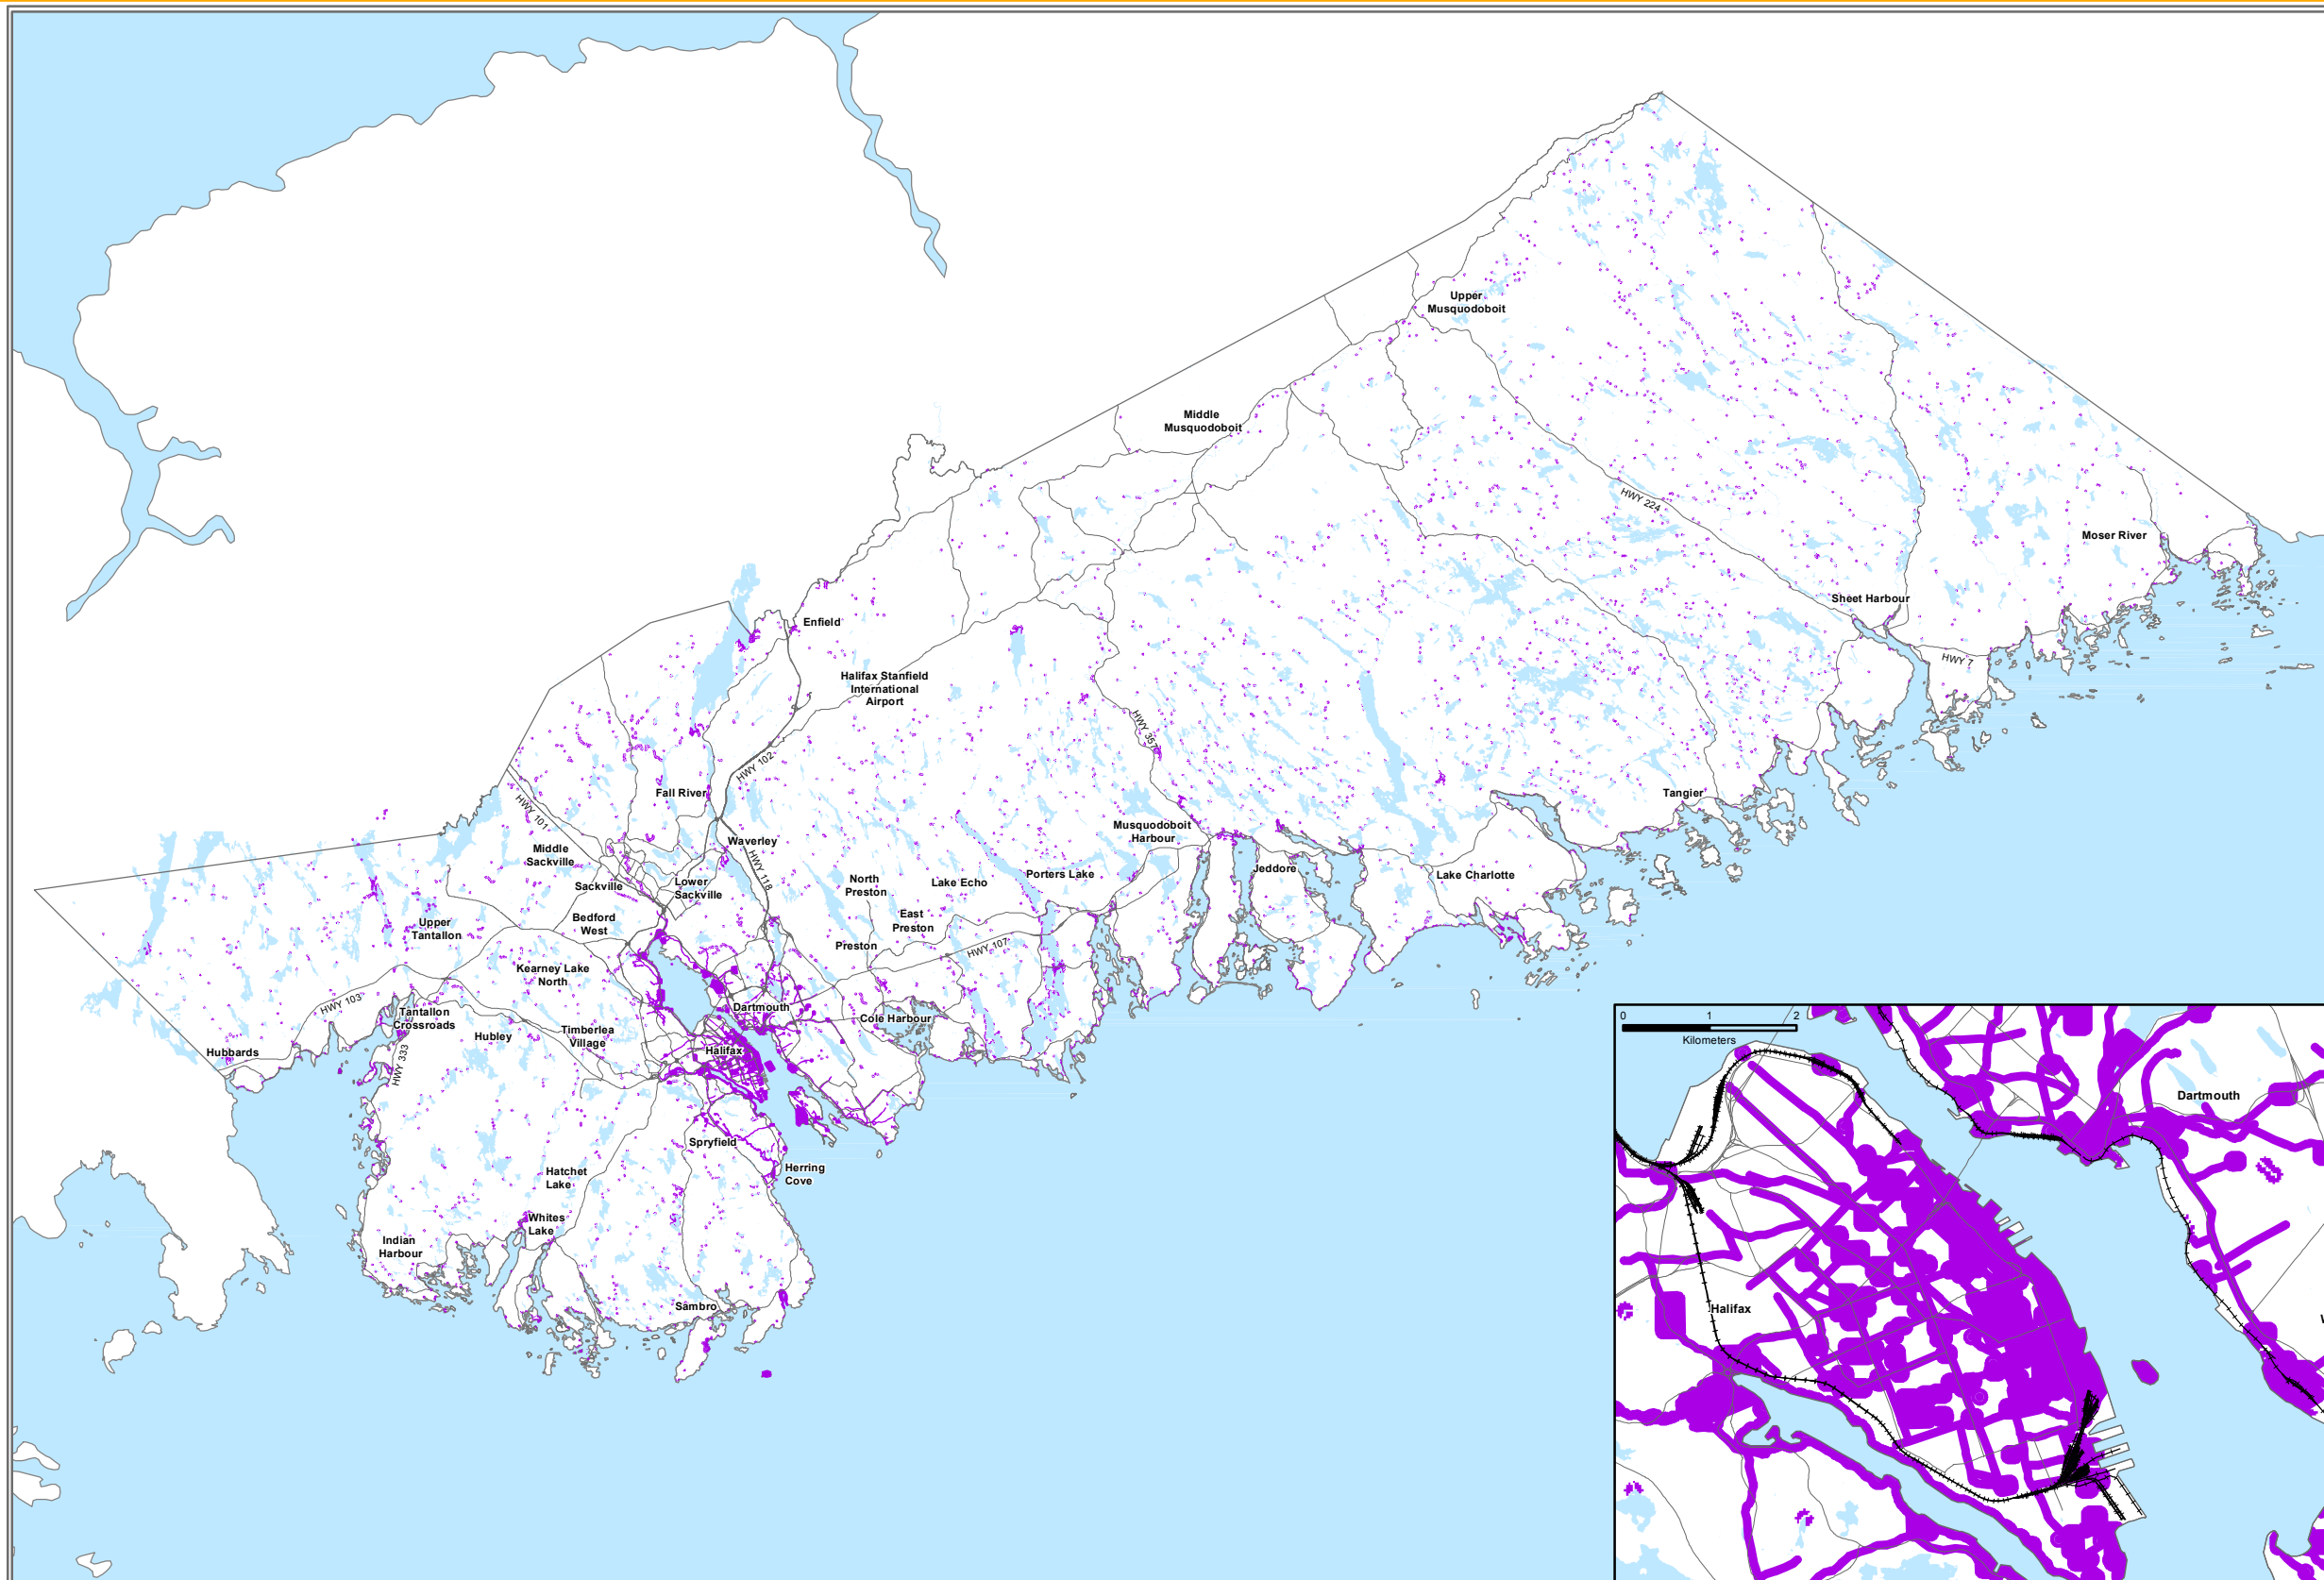 Upper
Musquodoboit
Middle
Musquodoboit
HWY 224
Moser River
Sheet Harbour
Enfield
HWY 7
Halifax Stanfield
International
Airport
HWY 357
HWY 102
Fall River
Tangier
HWY 101
Musquodoboit
Harbour
Waverley
Middle
Sackville
HWY 118
Jeddore
Porters Lake
Lake Charlotte
North
Preston
Lake Echo
Lower
Sackville
Sackville
East
Preston
Bedford
West
Upper
Tantallon
Preston
HWY 107
Kearney Lake
North
HWY 103
Dartmouth
Tantallon
Crossroads
Cole Harbour
Timberlea
Village
Hubley
Halifax
Hubbards
HWY 333
Spryfield
Herring
Cove
Hatchet
Lake
Whites
Lake
Indian
Harbour
Sambro
0 1 2
Kilometers
Dartmouth
Halifax